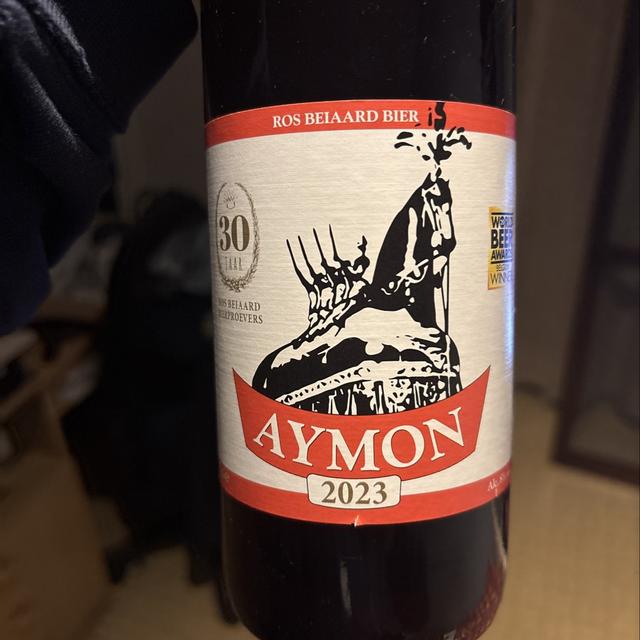 ROS BEIAARD BIER
30
JAAR
ROS BEIAARD
BIERPROEVERS
WORLD
BEER
AWARDS
WINNER
AYMON
2023